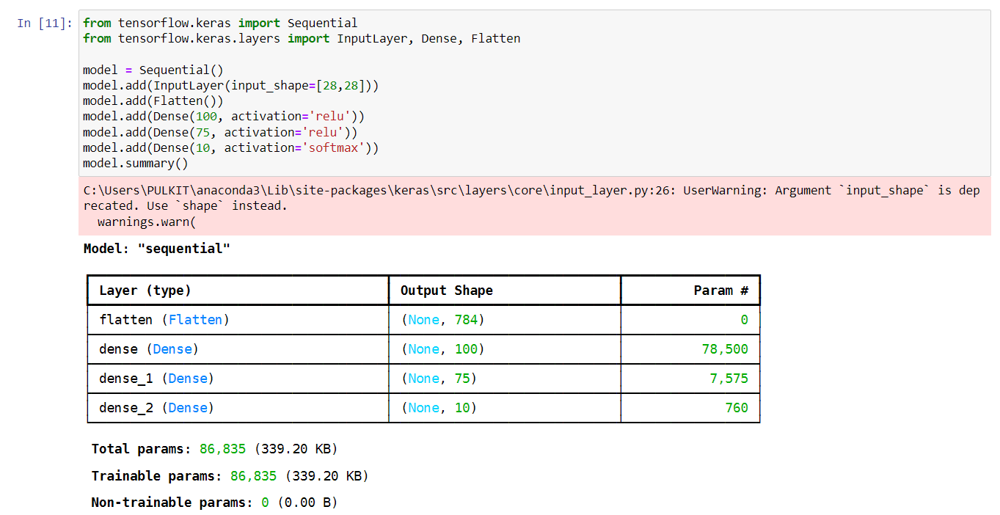 In [11]: from tensorflow.keras import Sequential
from tensorflow.keras.layers import InputLayer, Dense, Flatten
model = Sequential()
model.add(InputLayer(input_shape=[28,28]))
model.add(Flatten())
model.add(Dense(100, activation='relu'))
model.add(Dense(75, activation='relu'))
model.add(Dense(10, activation='softmax'))
model.summary()
C:\Users\PULKIT\anaconda3\Lib\site-packages\keras\src\layers\core\input_layer.py:26: UserWarning: Argument `input_shape` is dep
recated. Use `shape` instead.
warnings.warn(
Model: "sequential"
Layer (type) Output Shape Param #
flatten (Flatten) (None, 784) 0
dense (Dense) (None, 100) 78,500
dense_1 (Dense) (None, 75) 7,575
dense_2 (Dense) (None, 10) 760
Total params: 86,835 (339.20 KB)
Trainable params: 86,835 (339.20 KB)
Non-trainable params: 0 (0.00 B)